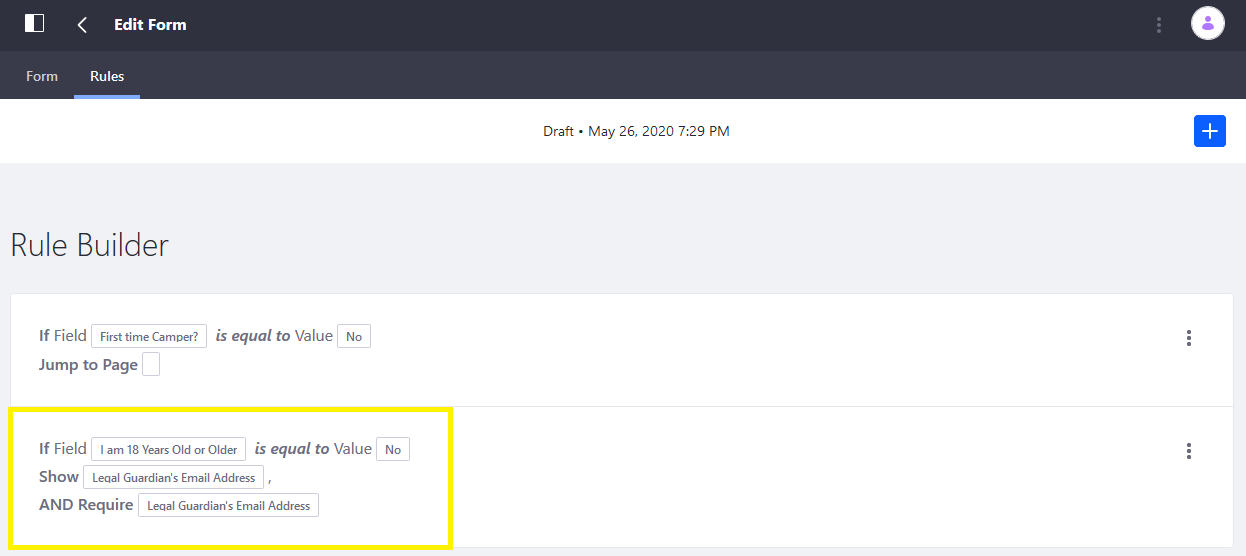 Edit Form
Form Rules
Draft • May 26, 2020 7:29 PM
Rule Builder
If Field First time Camper? is equal to Value No
Jump to Page
If Field I am 18 Years Old or Older is equal to Value No
Show Legal Guardian's Email Address ,
AND Require Legal Guardian's Email Address